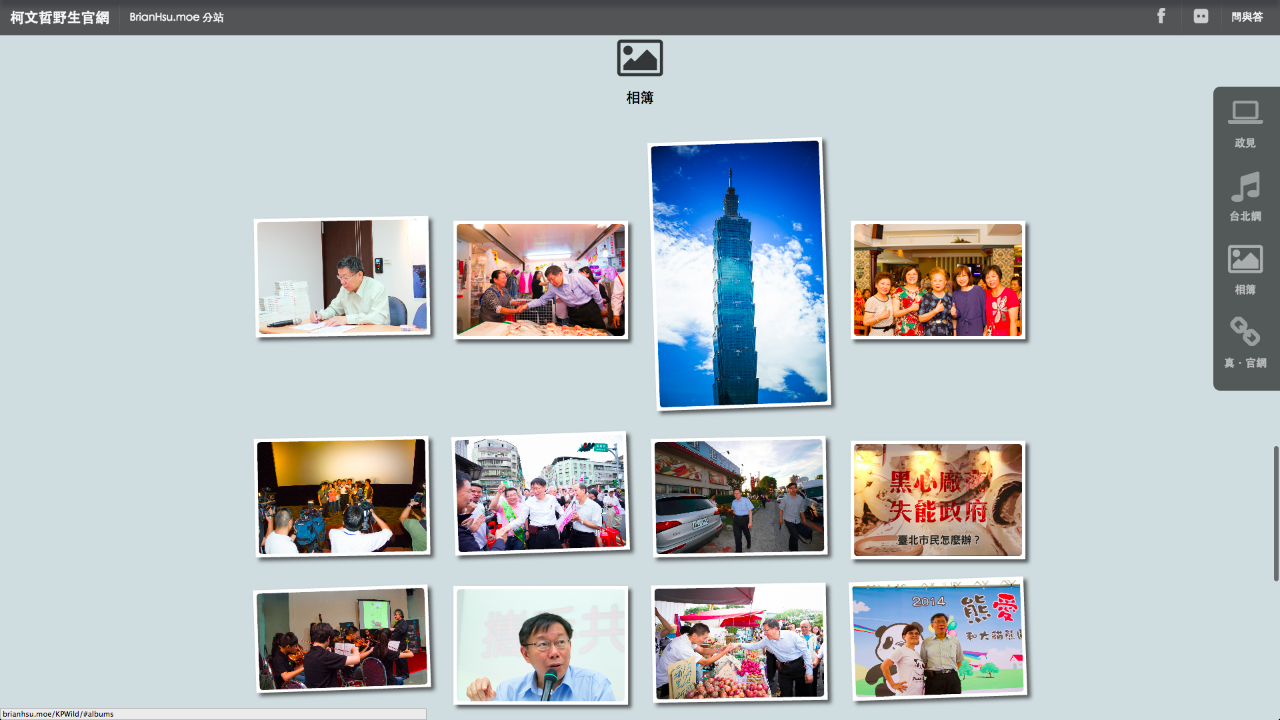 柯文哲野生官網
BrianHsu.moe 分站
問與答
相簿
政見
台北調
相簿
真・官網
黑心廠商
失能政府
臺北市民怎麼辦？
2014
熊愛
和大貓熊
brianhsu.moe/KPWild/#albums